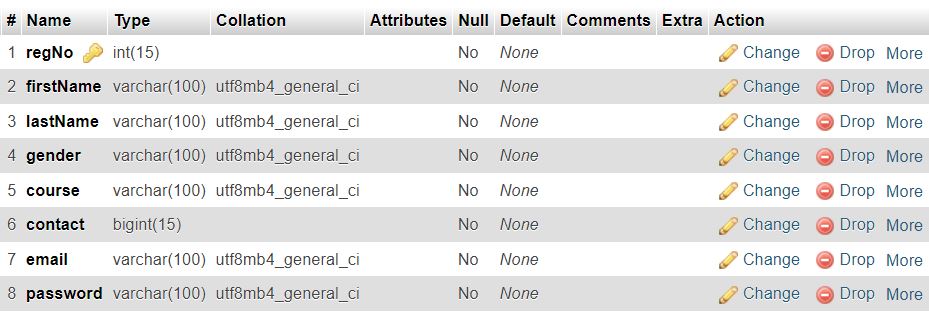 # Name Type Collation Attributes Null Default Comments Extra Action
1 regNo int(15) No None Change Drop More
2 firstName varchar(100) utf8mb4_general_ci No None Change Drop More
3 lastName varchar(100) utf8mb4_general_ci No None Change Drop More
4 gender varchar(100) utf8mb4_general_ci No None Change Drop More
5 course varchar(100) utf8mb4_general_ci No None Change Drop More
6 contact bigint(15) No None Change Drop More
7 email varchar(100) utf8mb4_general_ci No None Change Drop More
8 password varchar(100) utf8mb4_general_ci No None Change Drop More